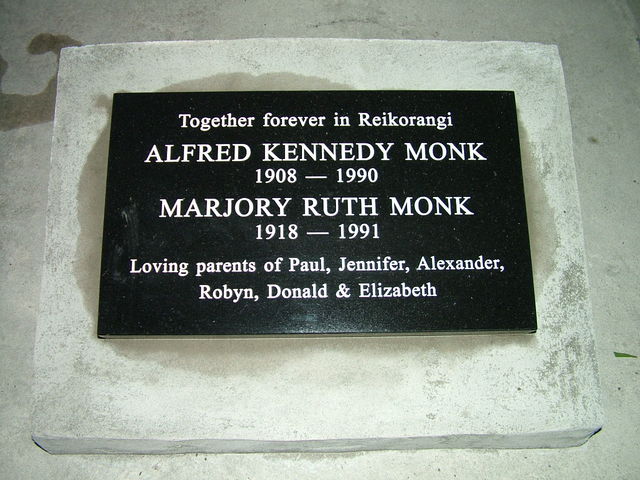 Together forever in Reikorangi
ALFRED KENNEDY MONK
1908 — 1990
MARJORY RUTH MONK
1918 — 1991
Loving parents of Paul, Jennifer, Alexander,
Robyn, Donald & Elizabeth